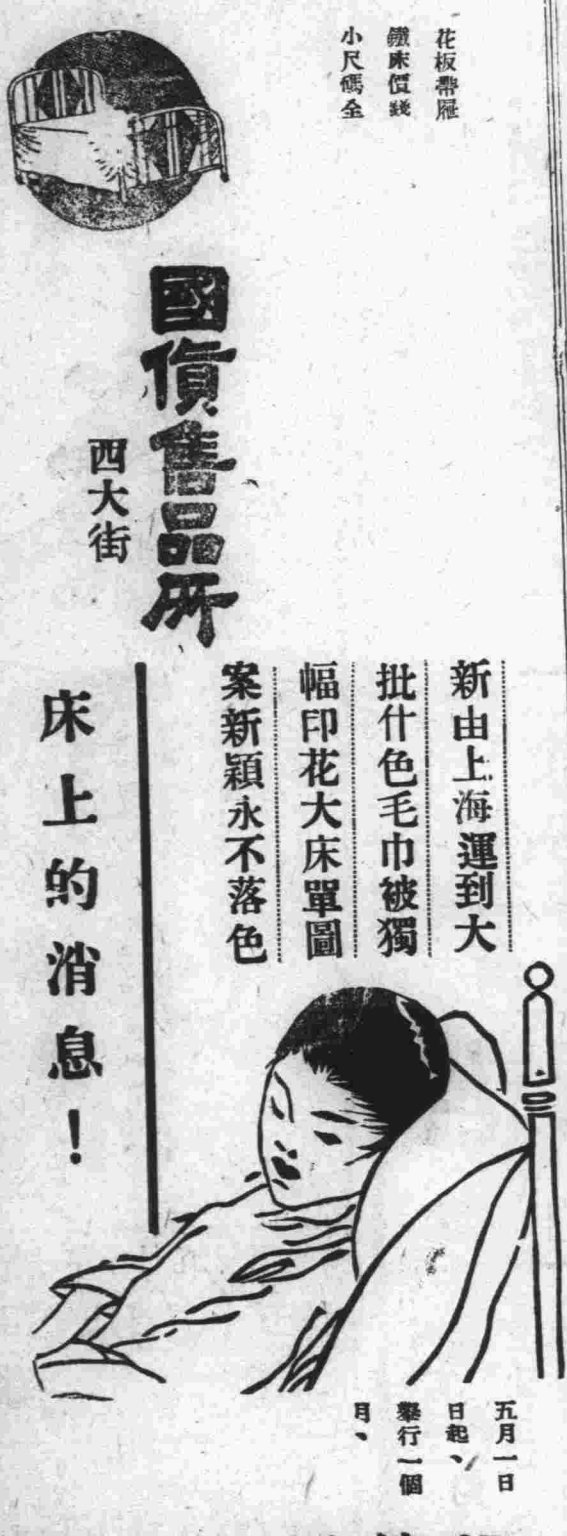 花板帶屜
鐵床價錢
小尺碼全
國貨售品所
西大街
新由上海運到大
批什色毛巾被獨
幅印花大床單圖
案新穎永不落色
床上的消息！
五月一日
日起、
舉行一個
月、